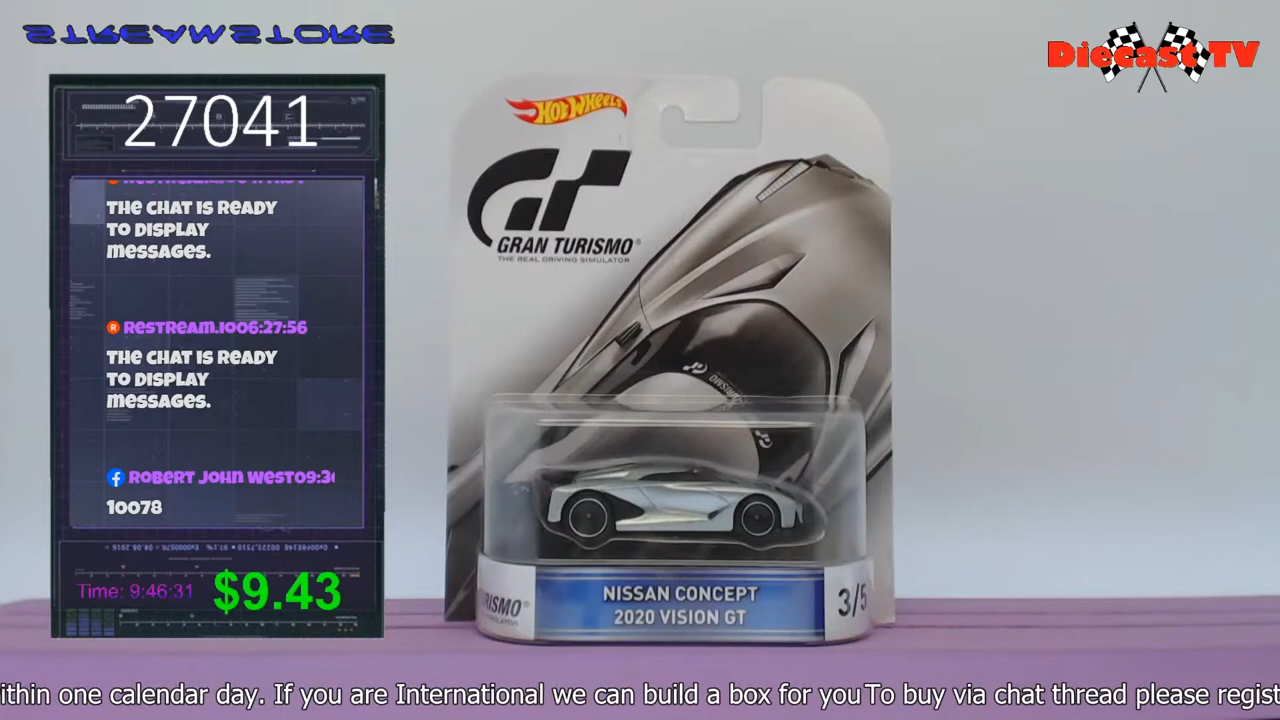 STREAMSTORE
Diecast TV
27041
THE CHAT IS READY
TO DISPLAY
MESSAGES.
RESTREAM.IO06:27:56
THE CHAT IS READY
TO DISPLAY
MESSAGES.
ROBERT JOHN WEST09:3
10078
Time: 9:46:31
$9.43
Hot Wheels
GT
GRAN TURISMO®
THE REAL DRIVING SIMULATOR
NISSAN CONCEPT
2020 VISION GT
3/5
RISMO®
ithin one calendar day. If you are International we can build a box for you To buy via chat thread please regist